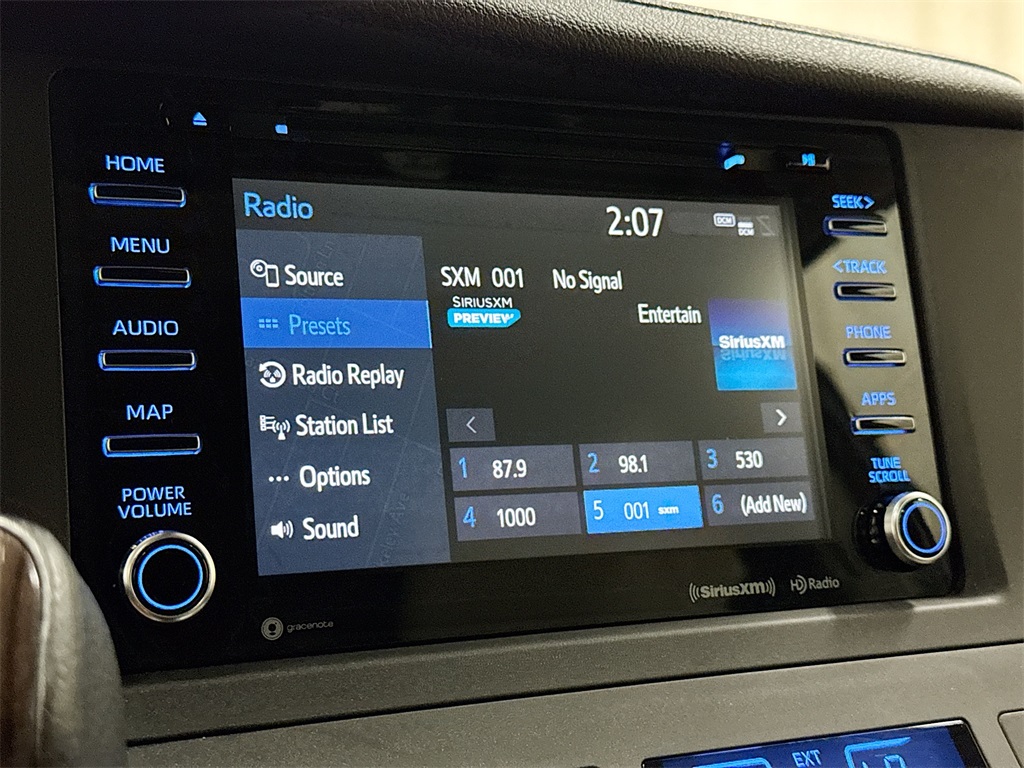 HOME
MENU
AUDIO
MAP
POWER
VOLUME
Radio
2:07
DCM
DCM
Source
Presets
Radio Replay
Station List
Options
Sound
SXM 001 No Signal
SIRIUSXM
PREVIEW
Entertain
SiriusXM
<
>
1 87.9
2 98.1
3 530
4 1000
5 001 sxm
6 (Add New)
SEEK>
<TRACK
PHONE
APPS
TUNE
SCROLL
gracenote
((SiriusXM))
HD Radio
EXT